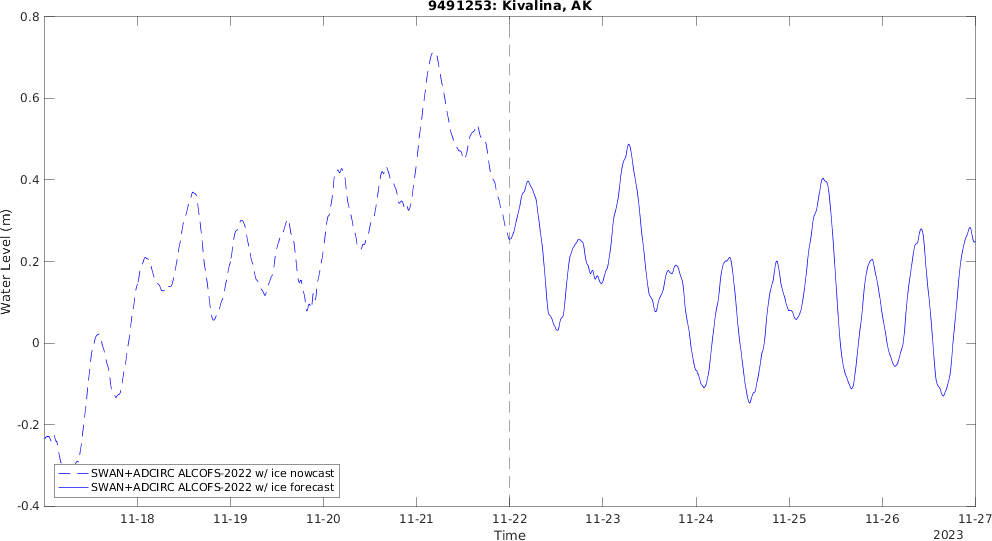 9491253: Kivalina, AK
0.8
0.6
0.4
0.2
0
-0.2
-0.4
Water Level (m)
SWAN+ADCIRC ALCOFS-2022 w/ ice nowcast
SWAN+ADCIRC ALCOFS-2022 w/ ice forecast
11-18 11-19 11-20 11-21 11-22 11-23 11-24 11-25 11-26 11-27
Time
2023